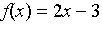 f(x) = 2x − 3